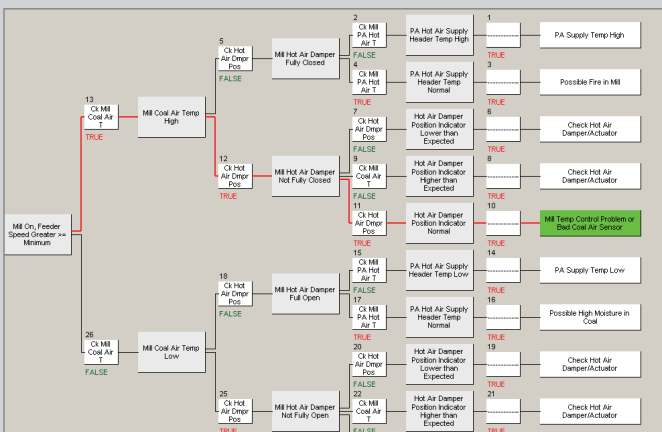 2
Ck Mill
PA Hot
Air T
FALSE
PA Hot Air Supply
Header Temp High
1
------------
TRUE
PA Supply Temp High
5
Ck Hot
Air Dmpr
Pos
FALSE
Mill Hot Air Damper
Fully Closed
4
Ck Mill
PA Hot
Air T
TRUE
PA Hot Air Supply
Header Temp
Normal
3
------------
TRUE
Possible Fire in Mill
13
Ck Mill
Coal Air
T
TRUE
Mill Coal Air Temp
High
7
Ck Hot
Air Dmpr
Pos
FALSE
Hot Air Damper
Position Indicator
Lower than
Expected
6
------------
TRUE
Check Hot Air
Damper/Actuator
12
Ck Hot
Air Dmpr
Pos
TRUE
Mill Hot Air Damper
Not Fully Closed
9
Ck Mill
Coal Air
T
FALSE
Hot Air Damper
Position Indicator
Higher than
Expected
8
------------
TRUE
Check Hot Air
Damper/Actuator
11
Ck Hot
Air Dmpr
Pos
TRUE
Hot Air Damper
Position Indicator
Normal
10
------------
TRUE
Mill Temp Control Problem or
Bad Coal Air Sensor
Mill On, Feeder
Speed Greater >=
Minimum
15
Ck Mill
PA Hot
Air T
FALSE
PA Hot Air Supply
Header Temp Low
14
------------
TRUE
PA Supply Temp Low
18
Ck Hot
Air Dmpr
Pos
FALSE
Mill Hot Air Damper
Full Open
17
Ck Mill
PA Hot
Air T
TRUE
PA Hot Air Supply
Header Temp
Normal
16
------------
TRUE
Possible High Moisture in
Coal
26
Ck Mill
Coal Air
T
FALSE
Mill Coal Air Temp
Low
20
Ck Hot
Air Dmpr
Pos
FALSE
Hot Air Damper
Position Indicator
Lower than
Expected
19
------------
TRUE
Check Hot Air
Damper/Actuator
25
Ck Hot
Air Dmpr
Pos
TRUE
Mill Hot Air Damper
Not Fully Open
22
Ck Mill
Coal Air
T
FALSE
Hot Air Damper
Position Indicator
Higher than
Expected
21
------------
TRUE
Check Hot Air
Damper/Actuator